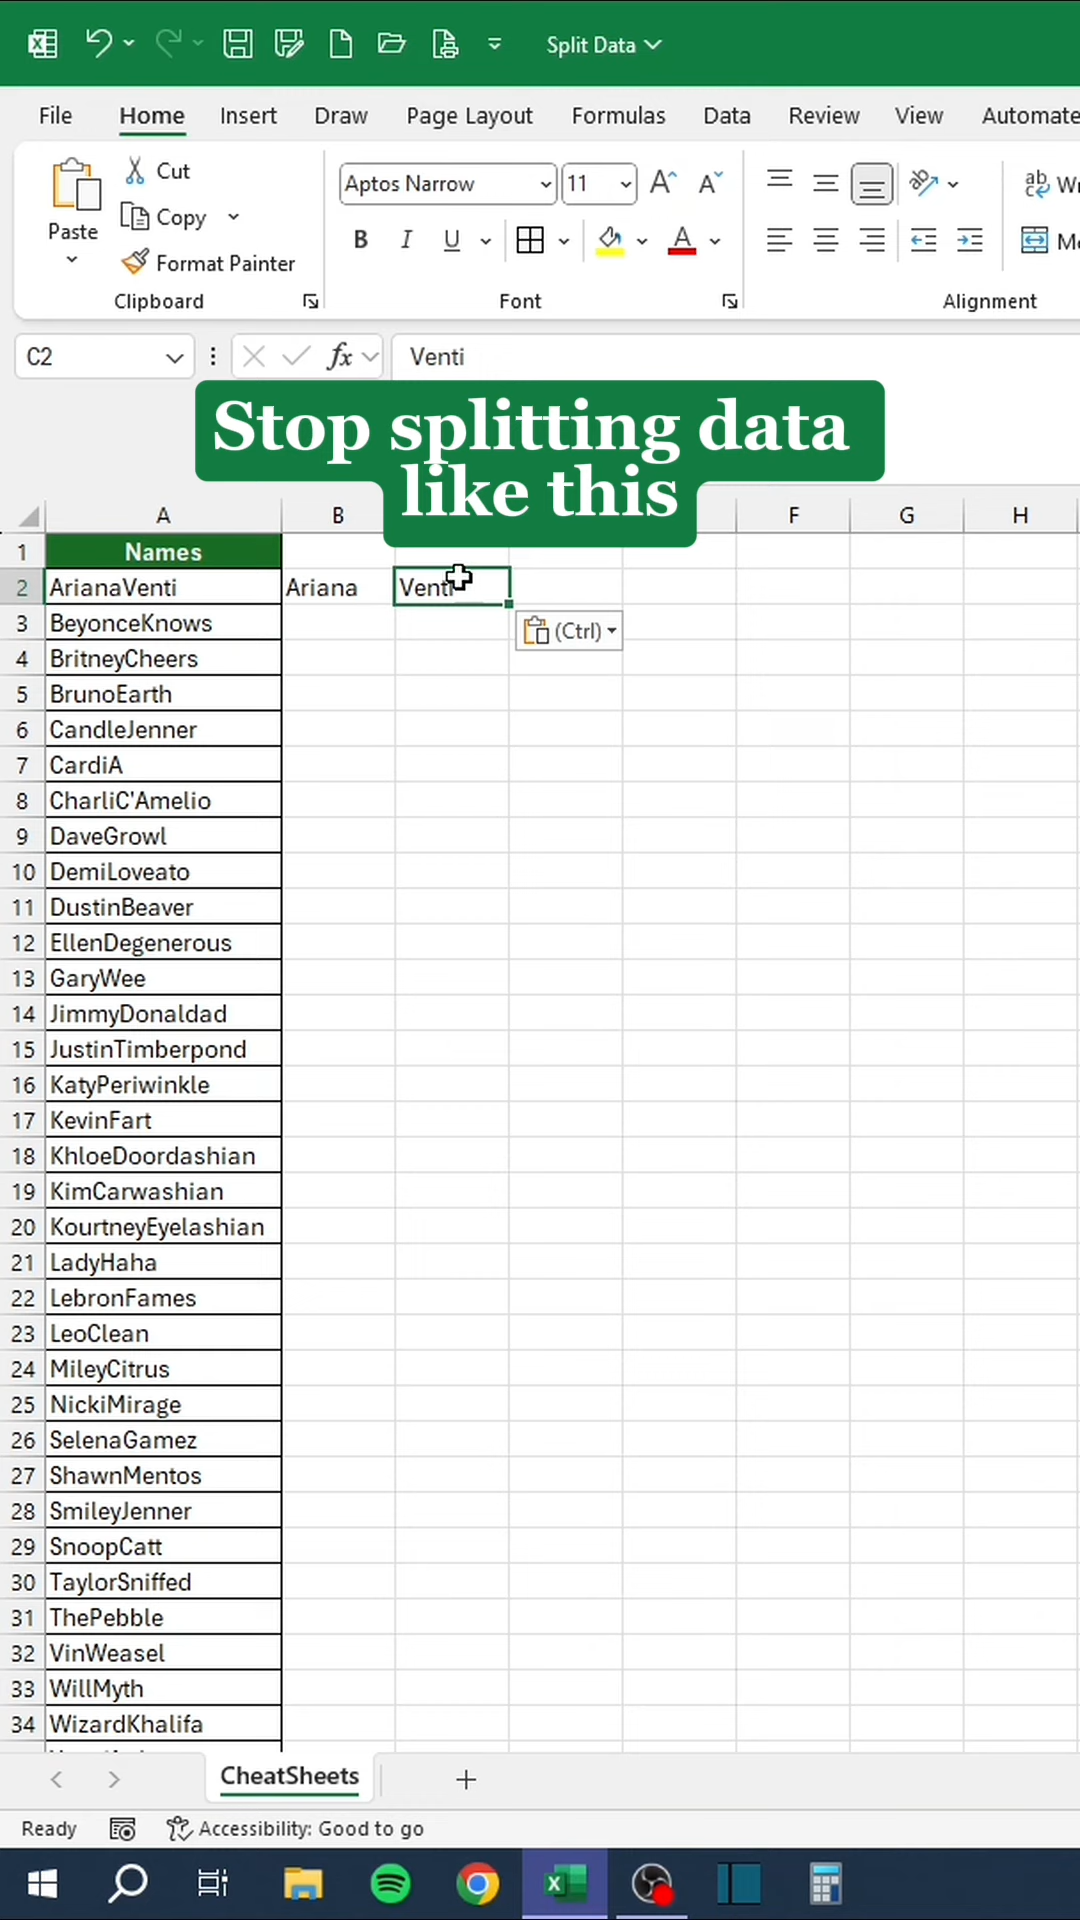 Split Data
File Home Insert Draw Page Layout Formulas Data Review View Automate
Cut
Copy
Paste
Format Painter
Clipboard
Aptos Narrow 11
B I U
Font
Alignment
C2
fx
Venti
Stop splitting data
like this
A B F G H
1 Names
2 ArianaVenti Ariana Venti
3 BeyonceKnows
(Ctrl)
4 BritneyCheers
5 BrunoEarth
6 CandleJenner
7 CardiA
8 CharliC'Amelio
9 DaveGrowl
10 DemiLoveato
11 DustinBeaver
12 EllenDegenerous
13 GaryWee
14 JimmyDonaldad
15 JustinTimberpond
16 KatyPeriwinkle
17 KevinFart
18 KhloeDoordashian
19 KimCarwashian
20 KourtneyEyelashian
21 LadyHaha
22 LebronFames
23 LeoClean
24 MileyCitrus
25 NickiMirage
26 SelenaGamez
27 ShawnMentos
28 SmileyJenner
29 SnoopCatt
30 TaylorSniffed
31 ThePebble
32 VinWeasel
33 WillMyth
34 WizardKhalifa
CheatSheets
Ready Accessibility: Good to go